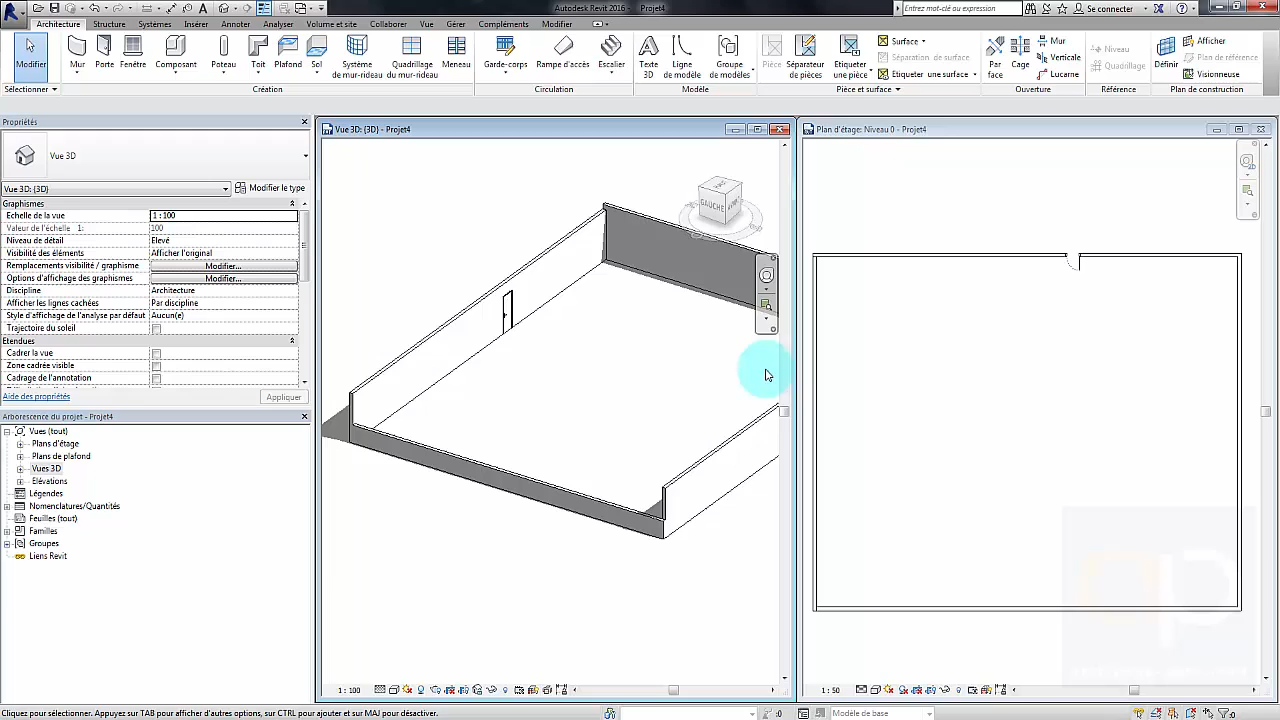 Autodesk Revit 2016 - Projet4
Entrez mot-clé ou expression
Se connecter
Architecture Structure Systèmes Insérer Annoter Analyser Volume et site Collaborer Vue Gérer Compléments Modifier
Modifier
Mur Porte Fenêtre Composant Poteau Toit Plafond Sol Système de mur-rideau Quadrillage du mur-rideau Meneau
Garde-corps Rampe d'accès Escalier
Texte 3D Ligne de modèle Groupe de modèles
Pièce Séparateur de pièces Etiqueter une pièce
Surface
Séparation de surface
Etiqueter une surface
Par face Cage Mur
Verticale
Lucarne
Niveau
Quadrillage
Définir Afficher
Plan de référence
Visionneuse
Sélectionner Création Circulation Modèle Pièce et surface Ouverture Référence Plan de construction
Propriétés
Vue 3D
Vue 3D: {3D} Modifier le type
Graphismes
Echelle de la vue 1 : 100
Valeur de l'échelle 1: 100
Niveau de détail Elevé
Visibilité des éléments Afficher l'original
Remplacements visibilité / graphisme Modifier...
Options d'affichage des graphismes Modifier...
Discipline Architecture
Afficher les lignes cachées Par discipline
Style d'affichage de l'analyse par défaut Aucun(e)
Trajectoire du soleil
Etendues
Cadrer la vue
Zone cadrée visible
Cadrage de l'annotation
Aide des propriétés Appliquer
Arborescence du projet - Projet4
Vues (tout)
Plans d'étage
Plans de plafond
Vues 3D
Elévations
Légendes
Nomenclatures/Quantités
Feuilles (tout)
Familles
Groupes
Liens Revit
Vue 3D: {3D} - Projet4
GAUCHE
1 : 100
Plan d'étage: Niveau 0 - Projet4
1 : 50
Cliquez pour sélectionner. Appuyez sur TAB pour afficher d'autres options, sur CTRL pour ajouter et sur MAJ pour désactiver.
:0
Modèle de base
:0